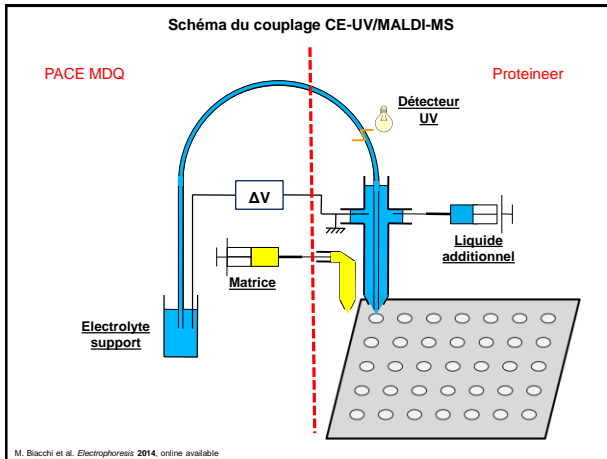 Schéma du couplage CE-UV/MALDI-MS
PACE MDQ
Proteineer
Détecteur
UV
ΔV
Liquide
additionnel
Matrice
Electrolyte
support
M. Biacchi et al. Electrophoresis 2014, online available